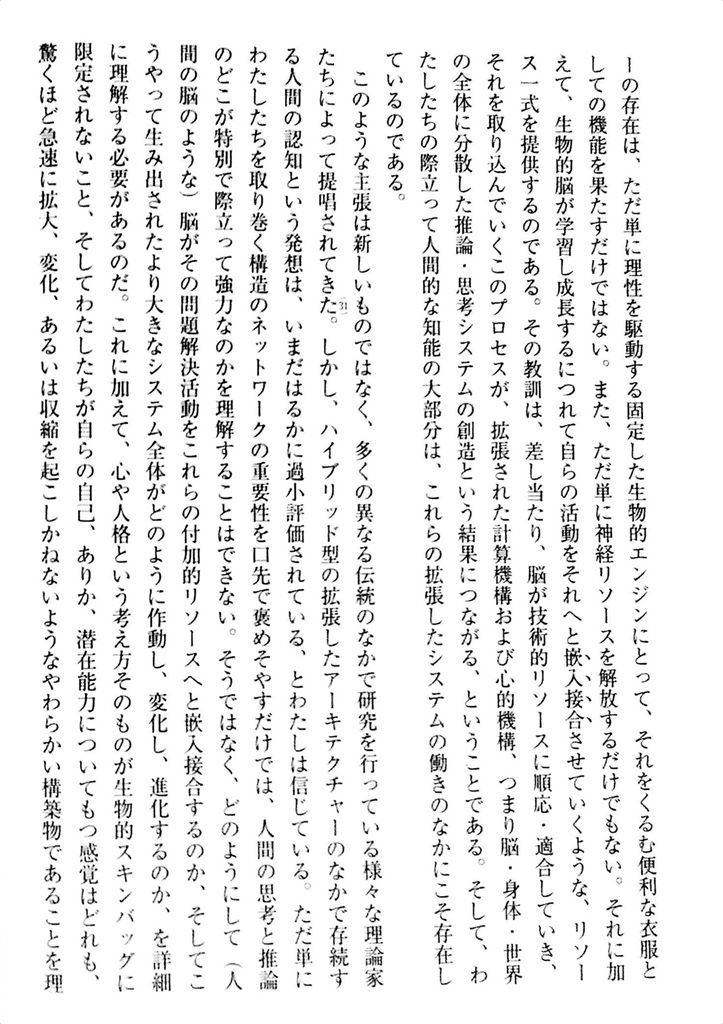 ーの存在は、ただ単に理性を駆動する固定した生物的エンジンにとって、それをくるむ便利な衣服と
しての機能を果たすだけではない。また、ただ単に神経リソースを解放するだけでもない。それに加
えて、生物的脳が学習し成長するにつれて自らの活動をそれへと嵌入接合させていくような、リソー
ス一式を提供するのである。その教訓は、差し当たり、脳が技術的リソースに順応・適合していき、
それを取り込んでいくこのプロセスが、拡張された計算機構および心的機構、つまり脳・身体・世界
の全体に分散した推論・思考システムの創造という結果につながる、ということである。そして、わ
たしたちの際立って人間的な知能の大部分は、これらの拡張したシステムの働きのなかにこそ存在し
ているのである。
このような主張は新しいものではなく、多くの異なる伝統のなかで研究を行っている様々な理論家
たちによって提唱されてきた。(31)しかし、ハイブリッド型の拡張したアーキテクチャーのなかで存続す
る人間の認知という発想は、いまだはるかに過小評価されている、とわたしは信じている。ただ単に
わたしたちを取り巻く構造のネットワークの重要性を口先で褒めそやすだけでは、人間の思考と推論
のどこが特別で際立って強力なのかを理解することはできない。そうではなく、どのようにして（人
間の脳のような）脳がその問題解決活動をこれらの付加的リソースへと嵌入接合するのか、そしてこ
うやって生み出されたより大きなシステム全体がどのように作動し、変化し、進化するのか、を詳細
に理解する必要があるのだ。これに加えて、心や人格という考え方そのものが生物的スキンバッグに
限定されないこと、そしてわたしたちが自らの自己、ありか、潜在能力についてもつ感覚はどれも、
驚くほど急速に拡大、変化、あるいは収縮を起こしかねないようなやわらかい構築物であることを理